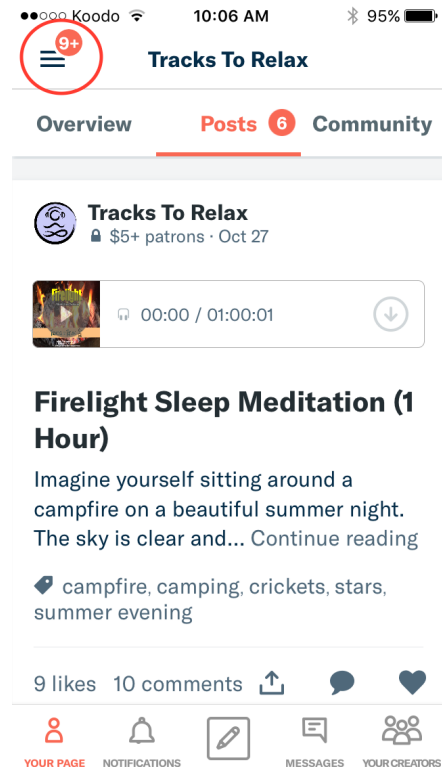 Koodo 10:06 AM 95%
9+
Tracks To Relax
Overview Posts 6 Community
Tracks To Relax
$5+ patrons · Oct 27
Firelight
00:00 / 01:00:01
Firelight Sleep Meditation (1
Hour)
Imagine yourself sitting around a
campfire on a beautiful summer night.
The sky is clear and... Continue reading
campfire, camping, crickets, stars,
summer evening
9 likes 10 comments
YOUR PAGE NOTIFICATIONS MESSAGES YOUR CREATORS